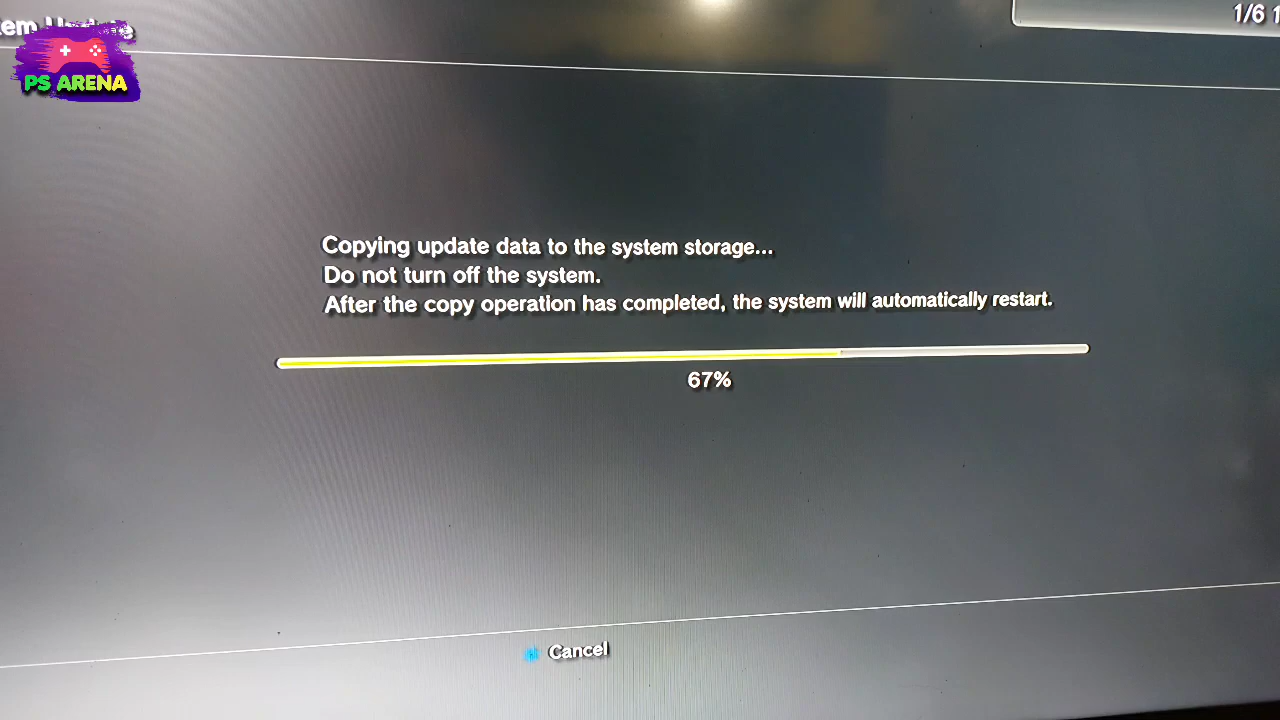 1/6 1
PS ARENA
Copying update data to the system storage...
Do not turn off the system.
After the copy operation has completed, the system will automatically restart.
67%
Cancel